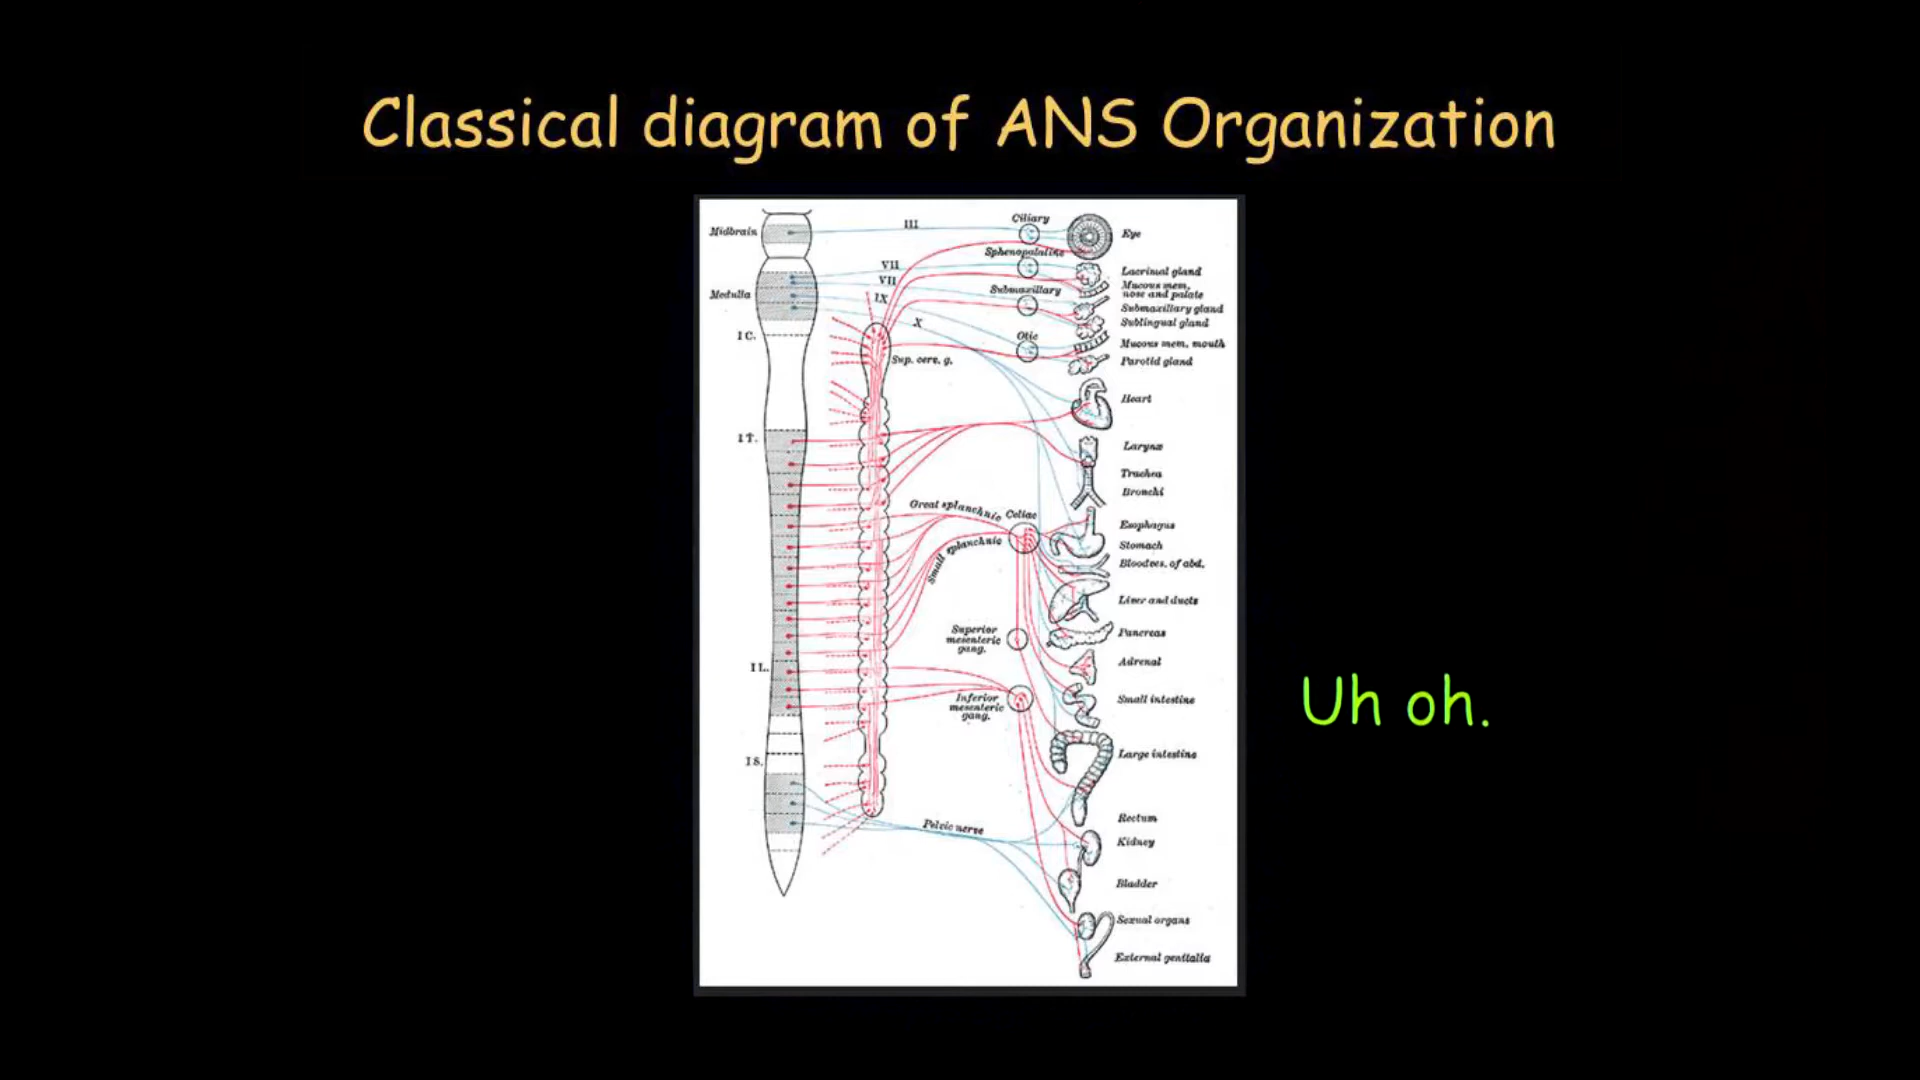 Classical diagram of ANS Organization
Midbrain
III
Ciliary
Eye
Sphenopalatine
VII
Lacrimal gland
VII
Mucous mem.
nose and palate
Medulla
IX
Submaxillary
Submaxillary gland
X
Sublingual gland
I C.
Otic
Mucous mem. mouth
Sup. cerv. g.
Parotid gland
Heart
I T.
Larynx
Trachea
Bronchi
Great splanchnic
Celiac
Esophagus
Small splanchnic
Stomach
Bloodves. of abd.
Liver and ducts
Superior
mesenteric
gang.
Pancreas
Adrenal
I L.
Inferior
mesenteric
gang.
Small intestine
Uh oh.
Large intestine
I S.
Rectum
Pelvic nerve
Kidney
Bladder
Sexual organs
External genitalia